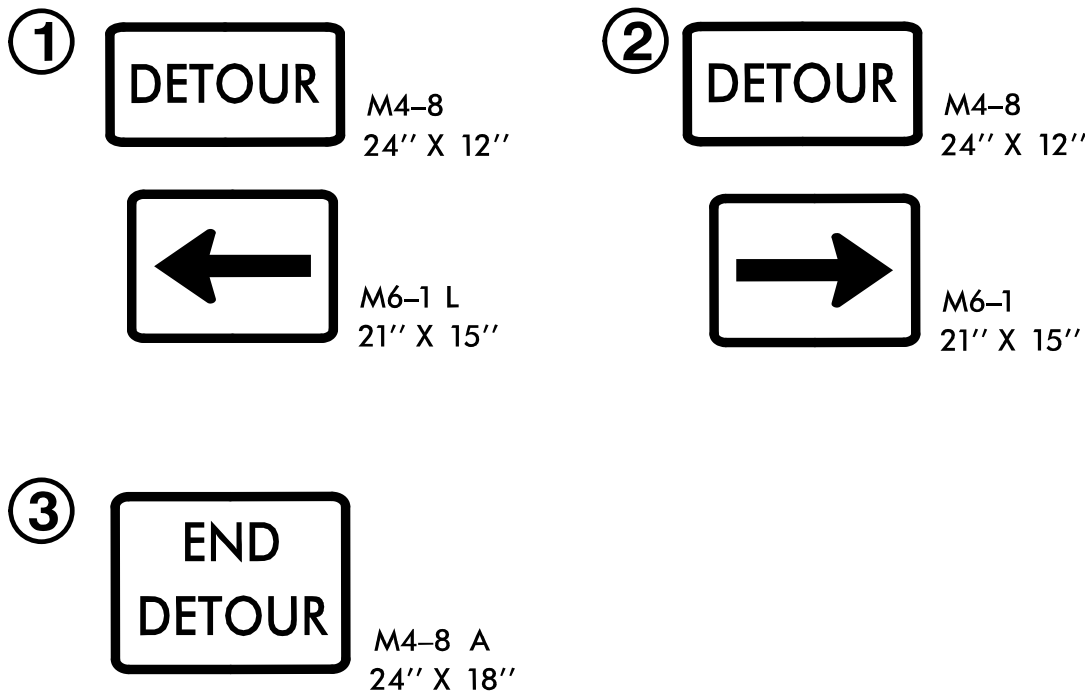 1
DETOUR
M4–8
24'' X 12''
M6–1 L
21'' X 15''
2
DETOUR
M4–8
24'' X 12''
M6–1
21'' X 15''
3
END
DETOUR
M4–8 A
24'' X 18''